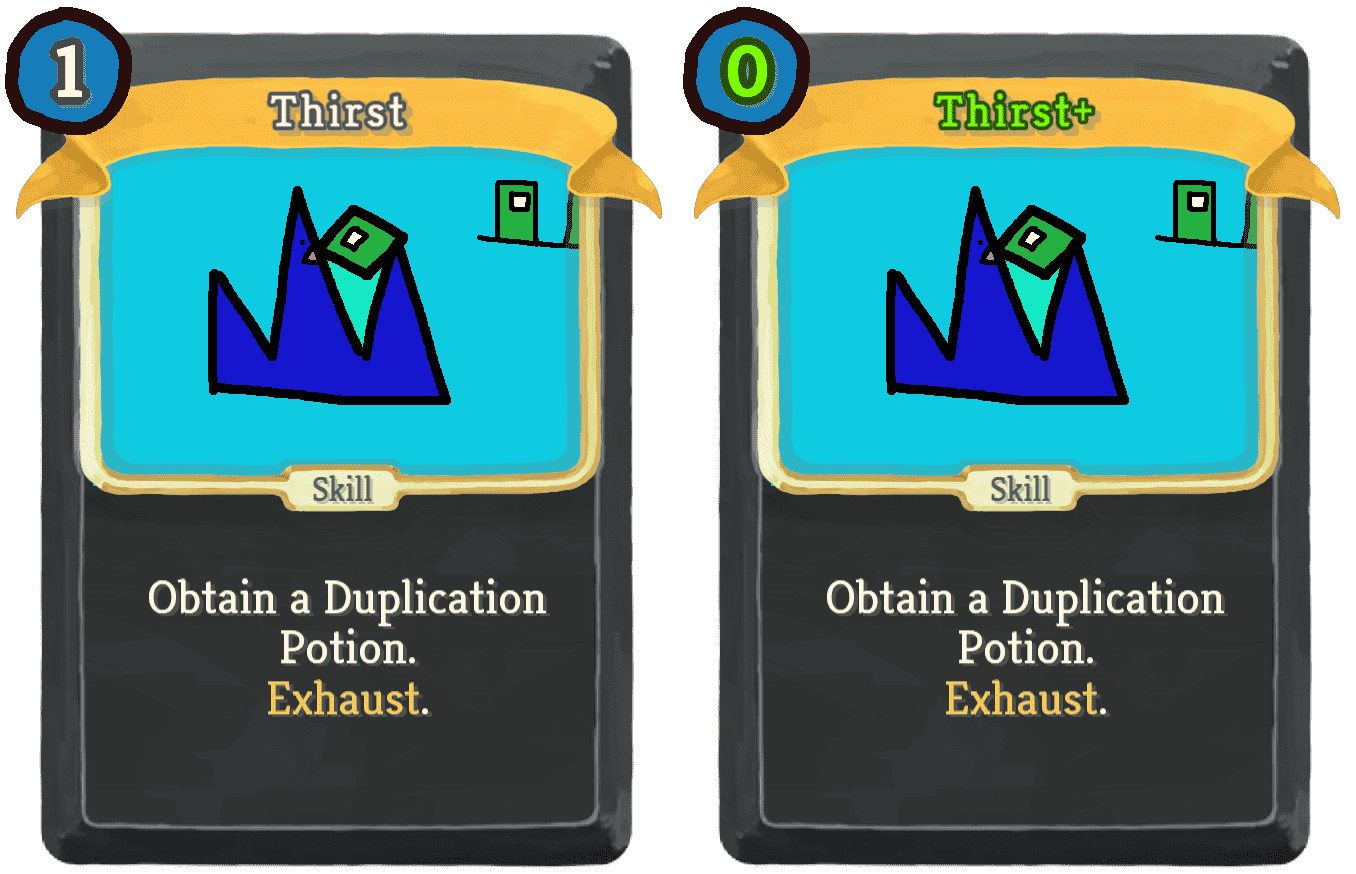 1
Thirst
Skill
Obtain a Duplication
Potion.
Exhaust.
0
Thirst+
Skill
Obtain a Duplication
Potion.
Exhaust.